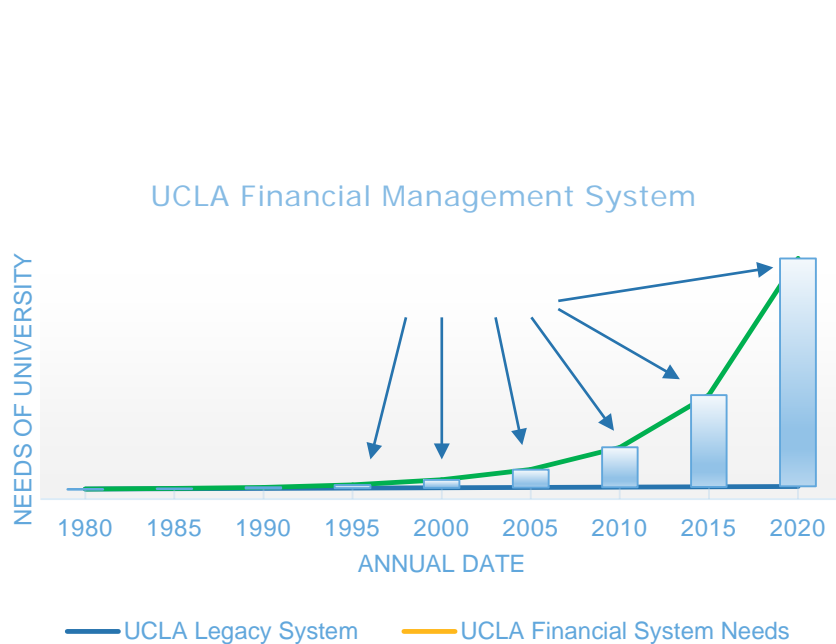 UCLA Financial Management System
NEEDS OF UNIVERSITY
1980 1985 1990 1995 2000 2005 2010 2015 2020
ANNUAL DATE
UCLA Legacy System UCLA Financial System Needs